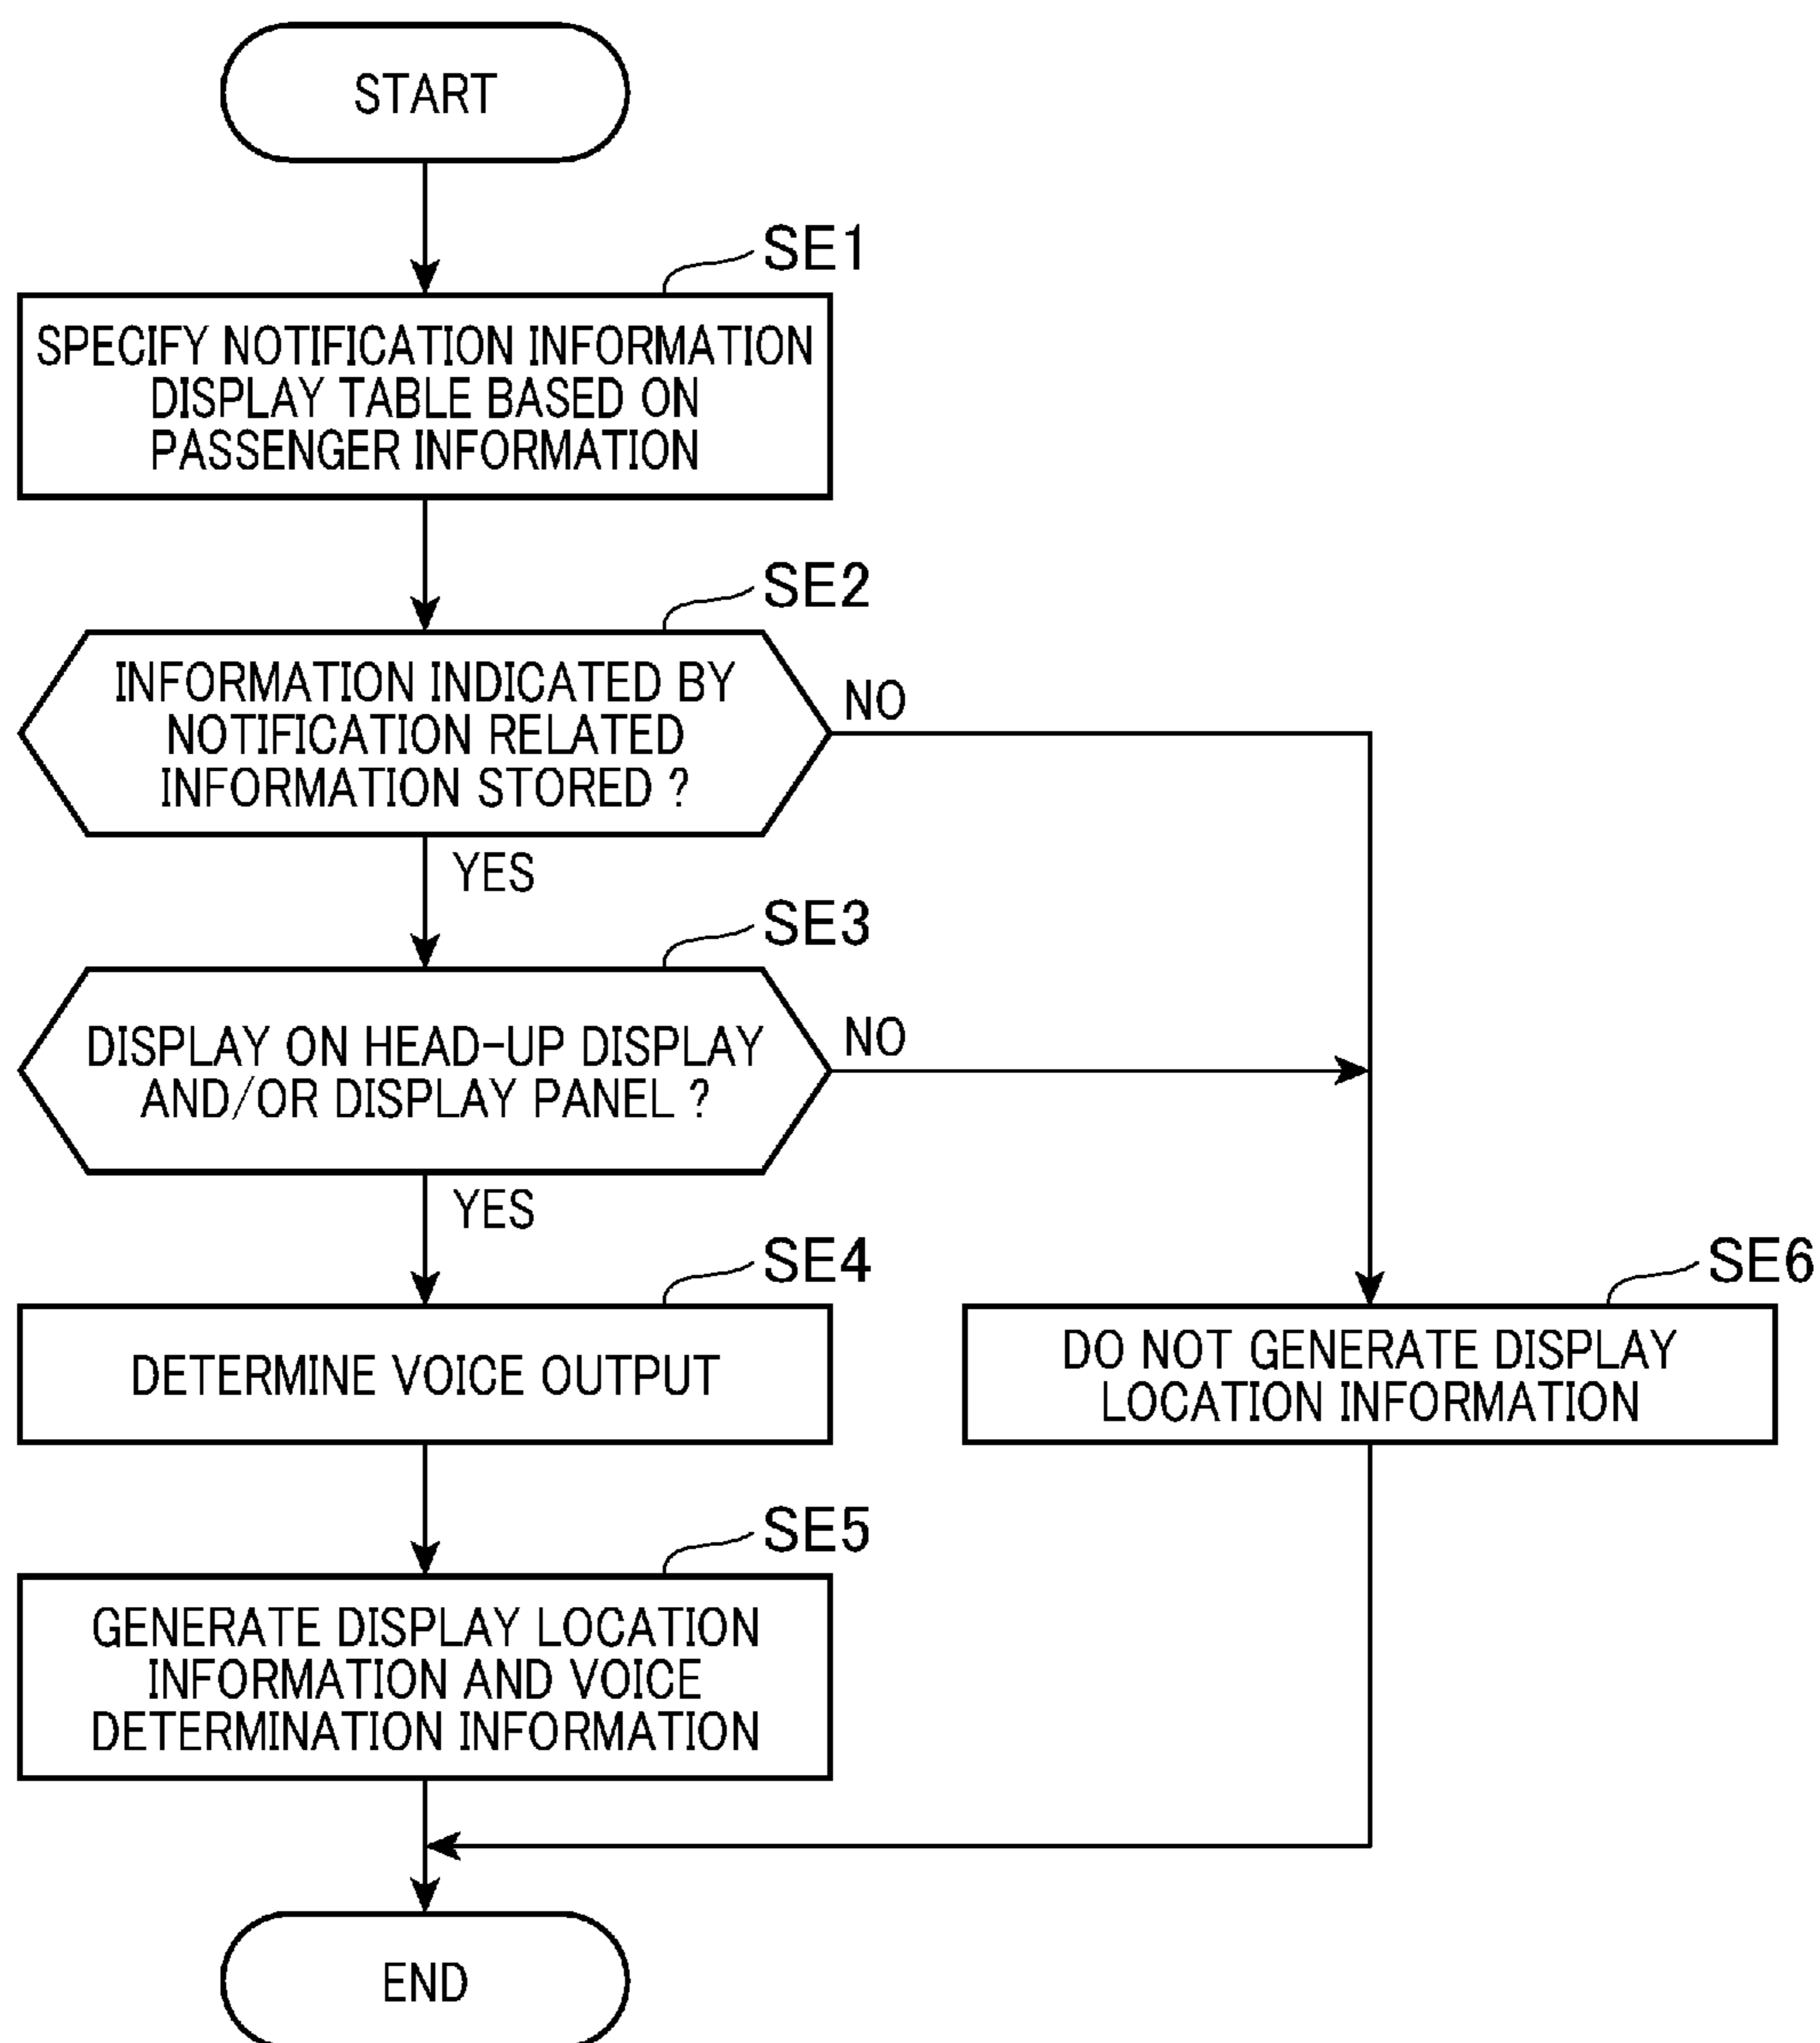 START
SE1
SPECIFY NOTIFICATION INFORMATION
DISPLAY TABLE BASED ON
PASSENGER INFORMATION
SE2
INFORMATION INDICATED BY
NOTIFICATION RELATED
INFORMATION STORED ?
NO
YES
SE3
DISPLAY ON HEAD-UP DISPLAY
AND/OR DISPLAY PANEL ?
NO
YES
SE4
DETERMINE VOICE OUTPUT
SE6
DO NOT GENERATE DISPLAY
LOCATION INFORMATION
SE5
GENERATE DISPLAY LOCATION
INFORMATION AND VOICE
DETERMINATION INFORMATION
END